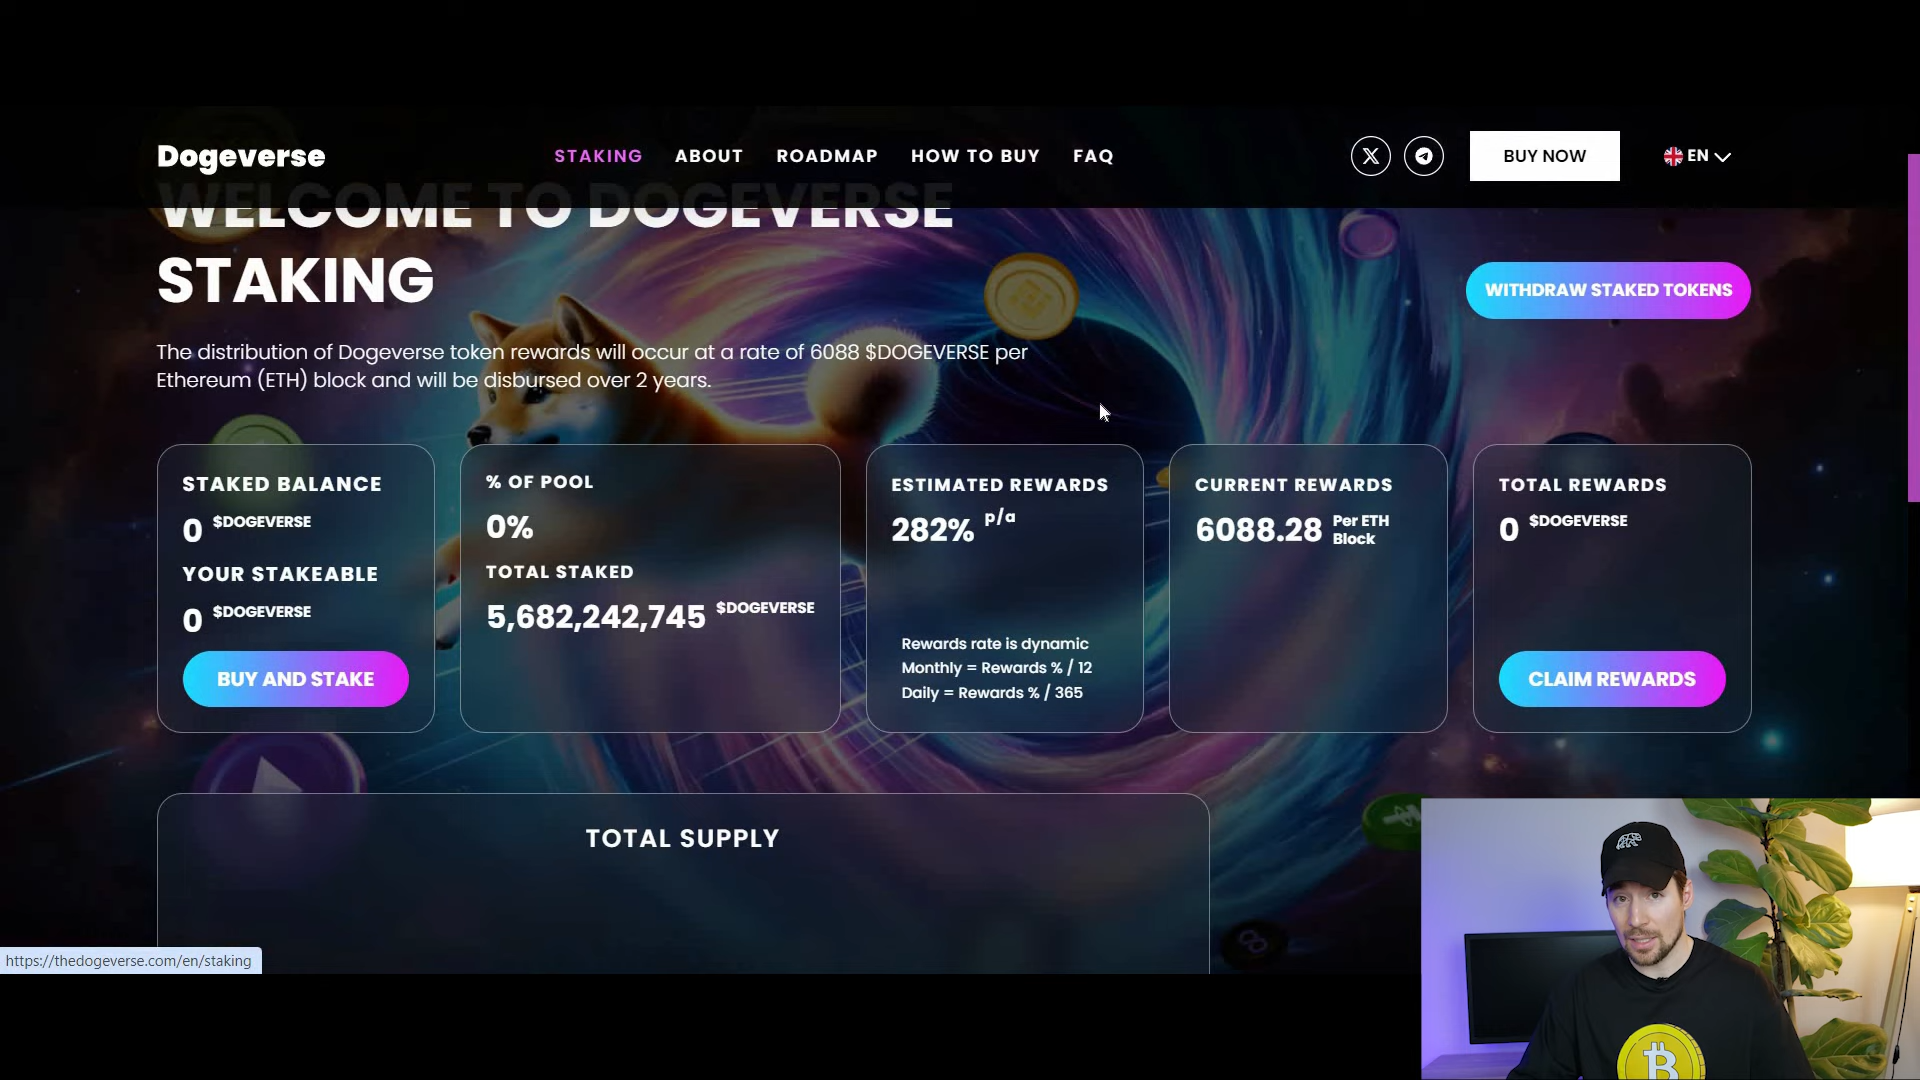 Dogeverse
STAKING
ABOUT
ROADMAP
HOW TO BUY
FAQ
X
BUY NOW
EN
WELCOME TO DOGEVERSE
STAKING
WITHDRAW STAKED TOKENS
The distribution of Dogeverse token rewards will occur at a rate of 6088 $DOGEVERSE per
Ethereum (ETH) block and will be disbursed over 2 years.
STAKED BALANCE
0 $DOGEVERSE
YOUR STAKEABLE
0 $DOGEVERSE
BUY AND STAKE
% OF POOL
0%
TOTAL STAKED
5,682,242,745 $DOGEVERSE
ESTIMATED REWARDS
282% p/a
Rewards rate is dynamic
Monthly = Rewards % / 12
Daily = Rewards % / 365
CURRENT REWARDS
6088.28 Per ETH
Block
TOTAL REWARDS
0 $DOGEVERSE
CLAIM REWARDS
TOTAL SUPPLY
https://thedogeverse.com/en/staking